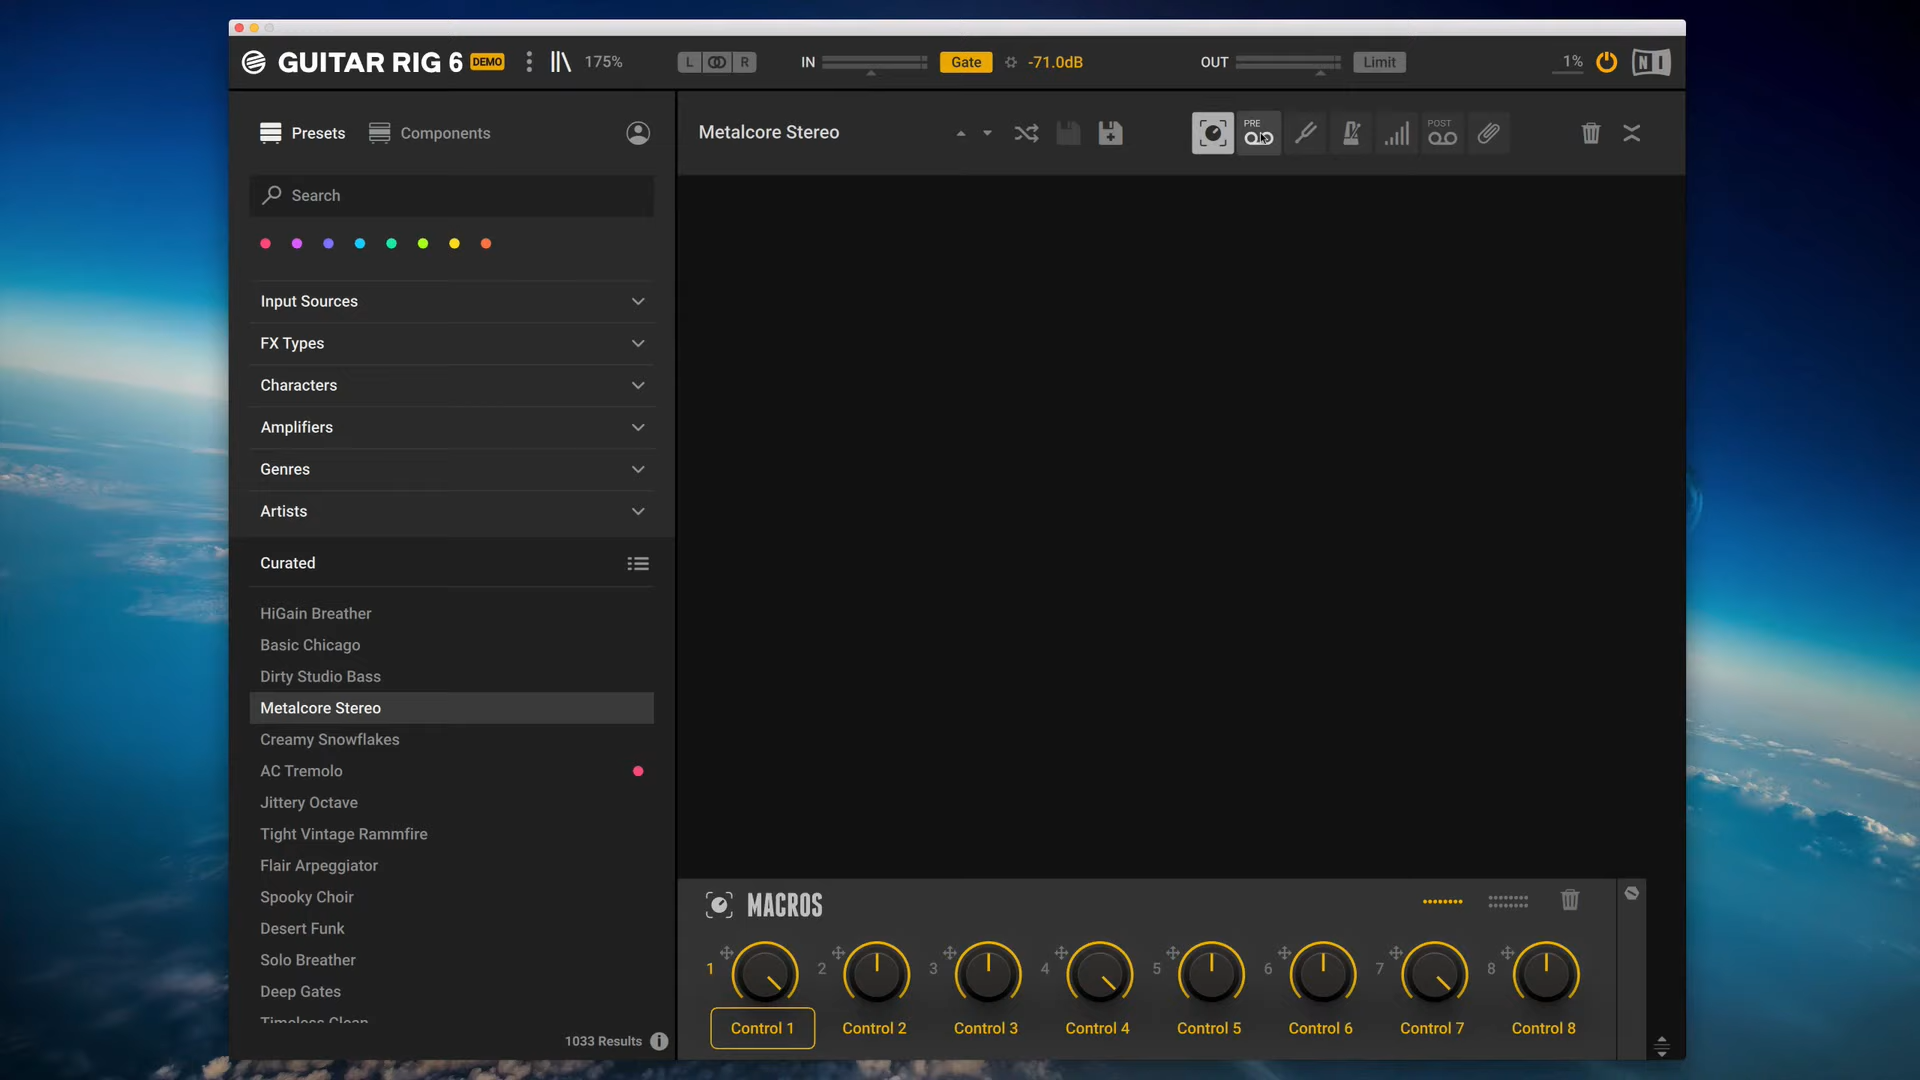 GUITAR RIG 6 DEMO 175% L R IN Gate -71.0dB OUT Limit 1% NI
Presets Components
Metalcore Stereo PRE POST
Search
Input Sources
FX Types
Characters
Amplifiers
Genres
Artists
Curated
HiGain Breather
Basic Chicago
Dirty Studio Bass
Metalcore Stereo
Creamy Snowflakes
AC Tremolo
Jittery Octave
Tight Vintage Rammfire
Flair Arpeggiator
Spooky Choir
Desert Funk
Solo Breather
Deep Gates
Timeless Clean
1033 Results
MACROS
1 2 3 4 5 6 7 8
Control 1 Control 2 Control 3 Control 4 Control 5 Control 6 Control 7 Control 8